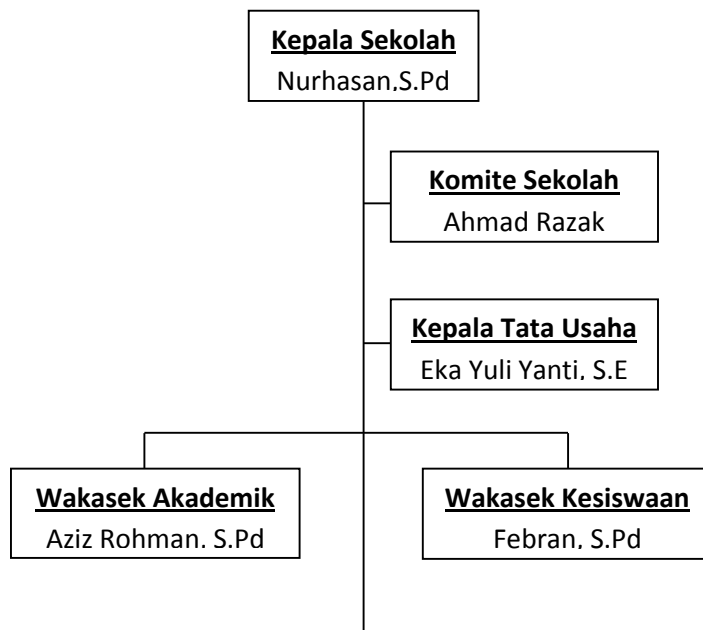 Kepala Sekolah
Nurhasan,S.Pd
Komite Sekolah
Ahmad Razak
Kepala Tata Usaha
Eka Yuli Yanti, S.E
Wakasek Akademik
Aziz Rohman, S.Pd
Wakasek Kesiswaan
Febran, S.Pd